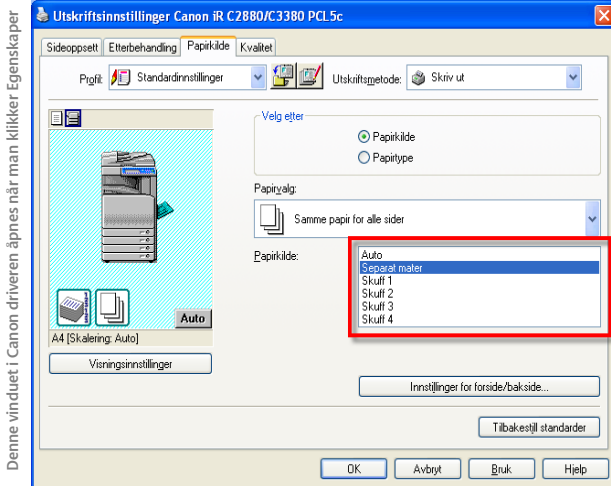 Denne vinduet i Canon driveren åpnes når man klikker Egenskaper
Utskriftsinnstillinger Canon iR C2880/C3380 PCL5c
Sideoppsett Etterbehandling Papirkilde Kvalitet
Profil: Standardinnstillinger Utskriftsmetode: Skriv ut
Velg etter
Papirkilde
Papirtype
Papirvalg:
Samme papir for alle sider
Papirkilde:
Auto
Separat mater
Skuff 1
Skuff 2
Skuff 3
Skuff 4
Auto
A4 [Skalering: Auto]
Visningsinnstillinger
Innstillinger for forside/bakside...
Tilbakestill standarder
OK Avbryt Bruk Hjelp